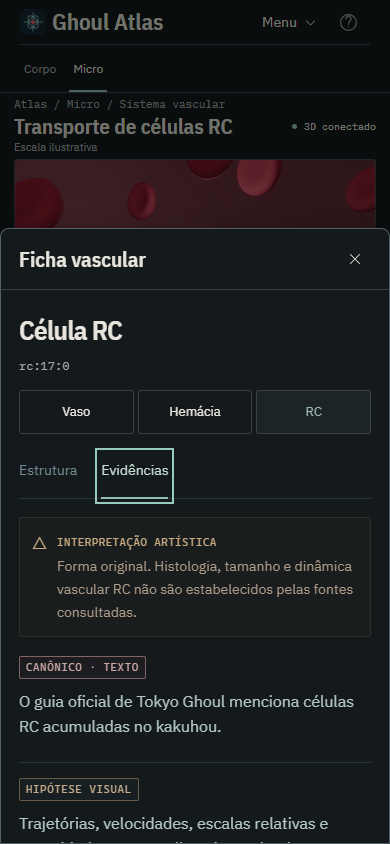 Ghoul Atlas
Menu
?
Corpo
Micro
Atlas / Micro / Sistema vascular
Transporte de células RC
3D conectado
Escala ilustrativa
Ficha vascular
Célula RC
rc:17:0
Vaso
Hemácia
RC
Estrutura
Evidências
INTERPRETAÇÃO ARTÍSTICA
Forma original. Histologia, tamanho e dinâmica
vascular RC não são estabelecidos pelas fontes
consultadas.
CANÔNICO · TEXTO
O guia oficial de Tokyo Ghoul menciona células
RC acumuladas no kakuhou.
HIPÓTESE VISUAL
Trajetórias, velocidades, escalas relativas e